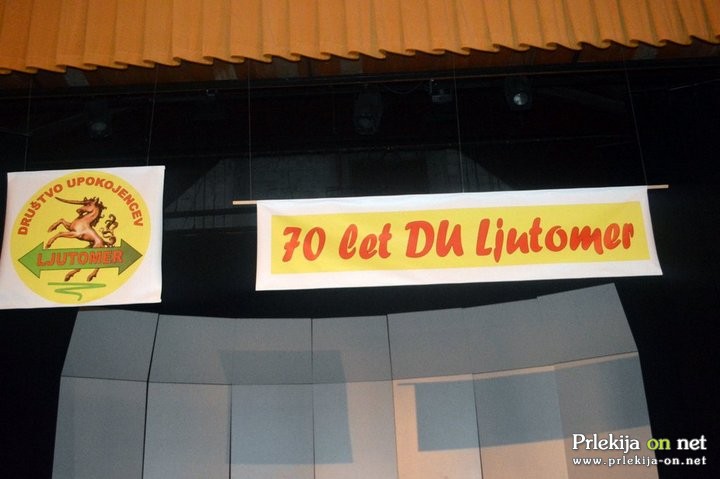 DRUŠTVO UPOKOJENCEV
LJUTOMER
70 let DU Ljutomer
Prlekija on net
www.prlekija-on.net